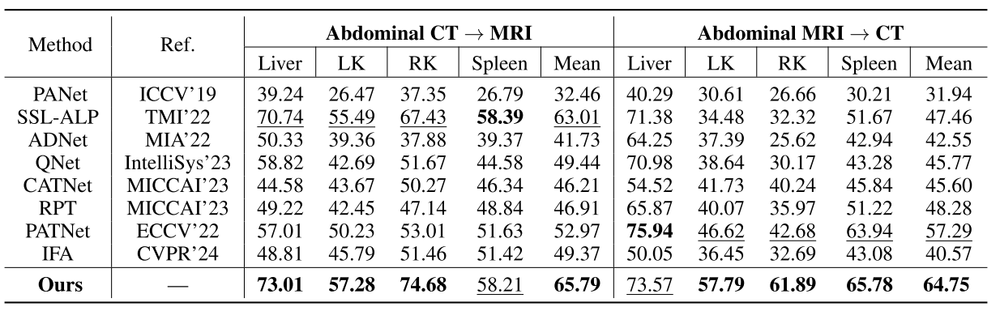 Method Ref. Abdominal CT → MRI Abdominal MRI → CT
Liver LK RK Spleen Mean Liver LK RK Spleen Mean
PANet ICCV'19 39.24 26.47 37.35 26.79 32.46 40.29 30.61 26.66 30.21 31.94
SSL-ALP TMI'22 70.74 55.49 67.43 58.39 63.01 71.38 34.48 32.32 51.67 47.46
ADNet MIA'22 50.33 39.36 37.88 39.37 41.73 64.25 37.39 25.62 42.94 42.55
QNet IntelliSys'23 58.82 42.69 51.67 44.58 49.44 70.98 38.64 30.17 43.28 45.77
CATNet MICCAI'23 44.58 43.67 50.27 46.34 46.21 54.52 41.73 40.24 45.84 45.60
RPT MICCAI'23 49.22 42.45 47.14 48.84 46.91 65.87 40.07 35.97 51.22 48.28
PATNet ECCV'22 57.01 50.23 53.01 51.63 52.97 75.94 46.62 42.68 63.94 57.29
IFA CVPR'24 48.81 45.79 51.46 51.42 49.37 50.05 36.45 32.69 43.08 40.57
Ours — 73.01 57.28 74.68 58.21 65.79 73.57 57.79 61.89 65.78 64.75